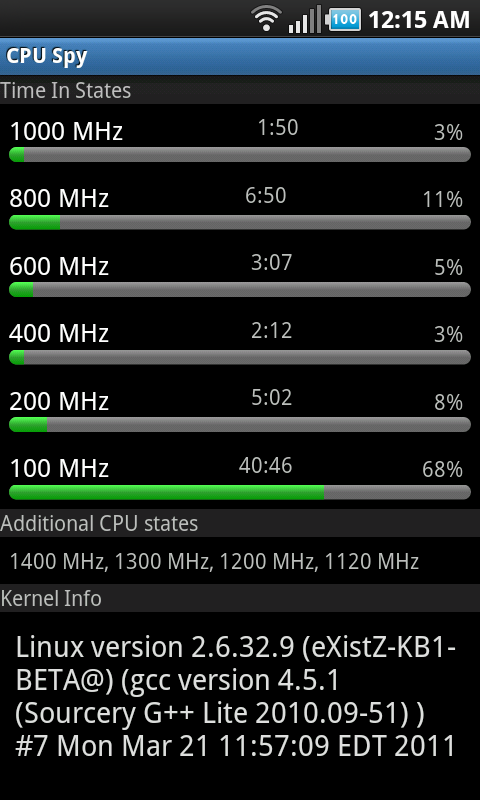 100 12:15 AM
CPU Spy
Time In States
1000 MHz 1:50 3%
800 MHz 6:50 11%
600 MHz 3:07 5%
400 MHz 2:12 3%
200 MHz 5:02 8%
100 MHz 40:46 68%
Additional CPU states
1400 MHz, 1300 MHz, 1200 MHz, 1120 MHz
Kernel Info
Linux version 2.6.32.9 (eXistZ-KB1-
BETA@) (gcc version 4.5.1
(Sourcery G++ Lite 2010.09-51) )
#7 Mon Mar 21 11:57:09 EDT 2011